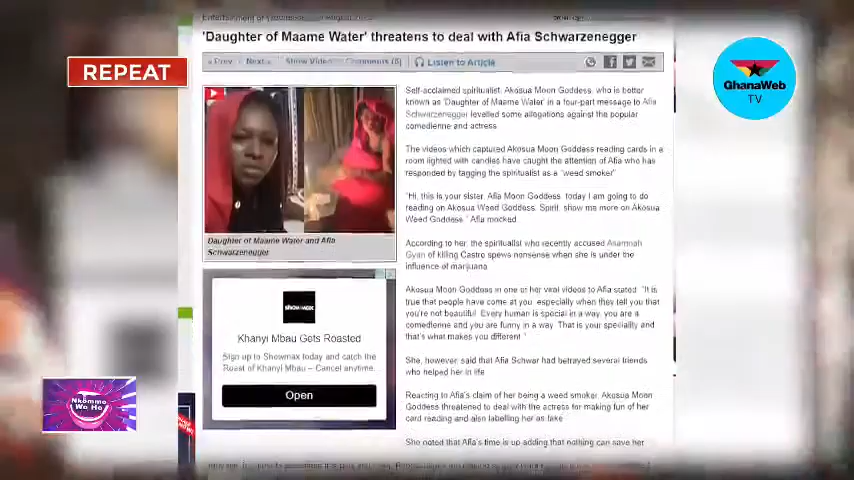 'Daughter of Maame Water' threatens to deal with Afia Schwarzenegger
REPEAT
GhanaWeb
TV
< Prev
Next >
Show Video
Comments (5)
Listen to Article
Self-acclaimed spiritualist, Akosua Moon Goddess, who is better
known as 'Daughter of Maame Water' in a four-part message to Afia
Schwarzenegger levelled some allegations against the popular
comedienne and actress.
The videos which captured Akosua Moon Goddess reading cards in a
room lighted with candles have caught the attention of Afia who has
responded by tagging the spiritualist as a "weed smoker"
"Hi, this is your sister, Afia Moon Goddess, today I am going to do
reading on Akosua Weed Goddess. Spirit, show me more on Akosua
Weed Goddess," Afia mocked.
According to her, the spiritualist who recently accused Asamoah
Gyan of killing Castro spews nonsense when she is under the
influence of marijuana.
Akosua Moon Goddess in one of her viral videos to Afia stated: "It is
true that people have come at you, especially when they tell you that
you're not beautiful. Every human is special in a way, you are a
comedienne and you are funny in a way. That is your speciality and
that's what makes you different."
She, however, said that Afia Schwar had betrayed several friends
who helped her in life.
Reacting to Afia's claim of her being a weed smoker, Akosua Moon
Goddess threatened to deal with the actress for making fun of her
card reading and also labelling her as fake.
She noted that Afia's time is up adding that nothing can save her
Daughter of Maame Water and Afia
Schwarzenegger
SHOWMAX
Khanyi Mbau Gets Roasted
Sign up to Showmax today and catch the
Roast of Khanyi Mbau – Cancel anytime.
Open
Nkommo
Wo Ho